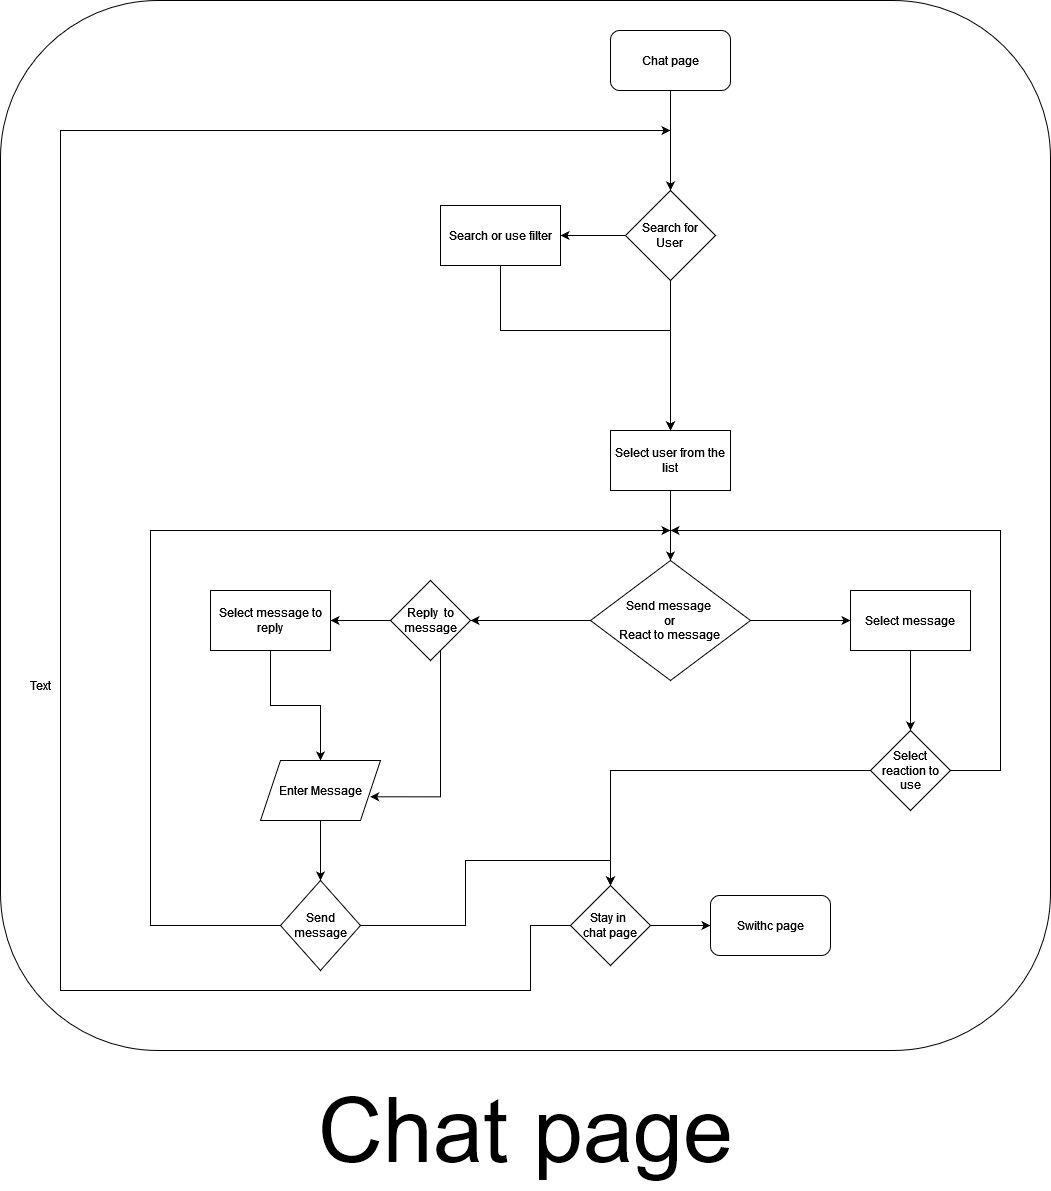 Chat page
Search for
User
Search or use filter
Select user from the
list
Send message
or
React to message
Reply  to
message
Select message to
reply
Select message
Text
Select
reaction to
use
Enter Message
Send
message
Stay in
chat page
Swithc page
Chat page